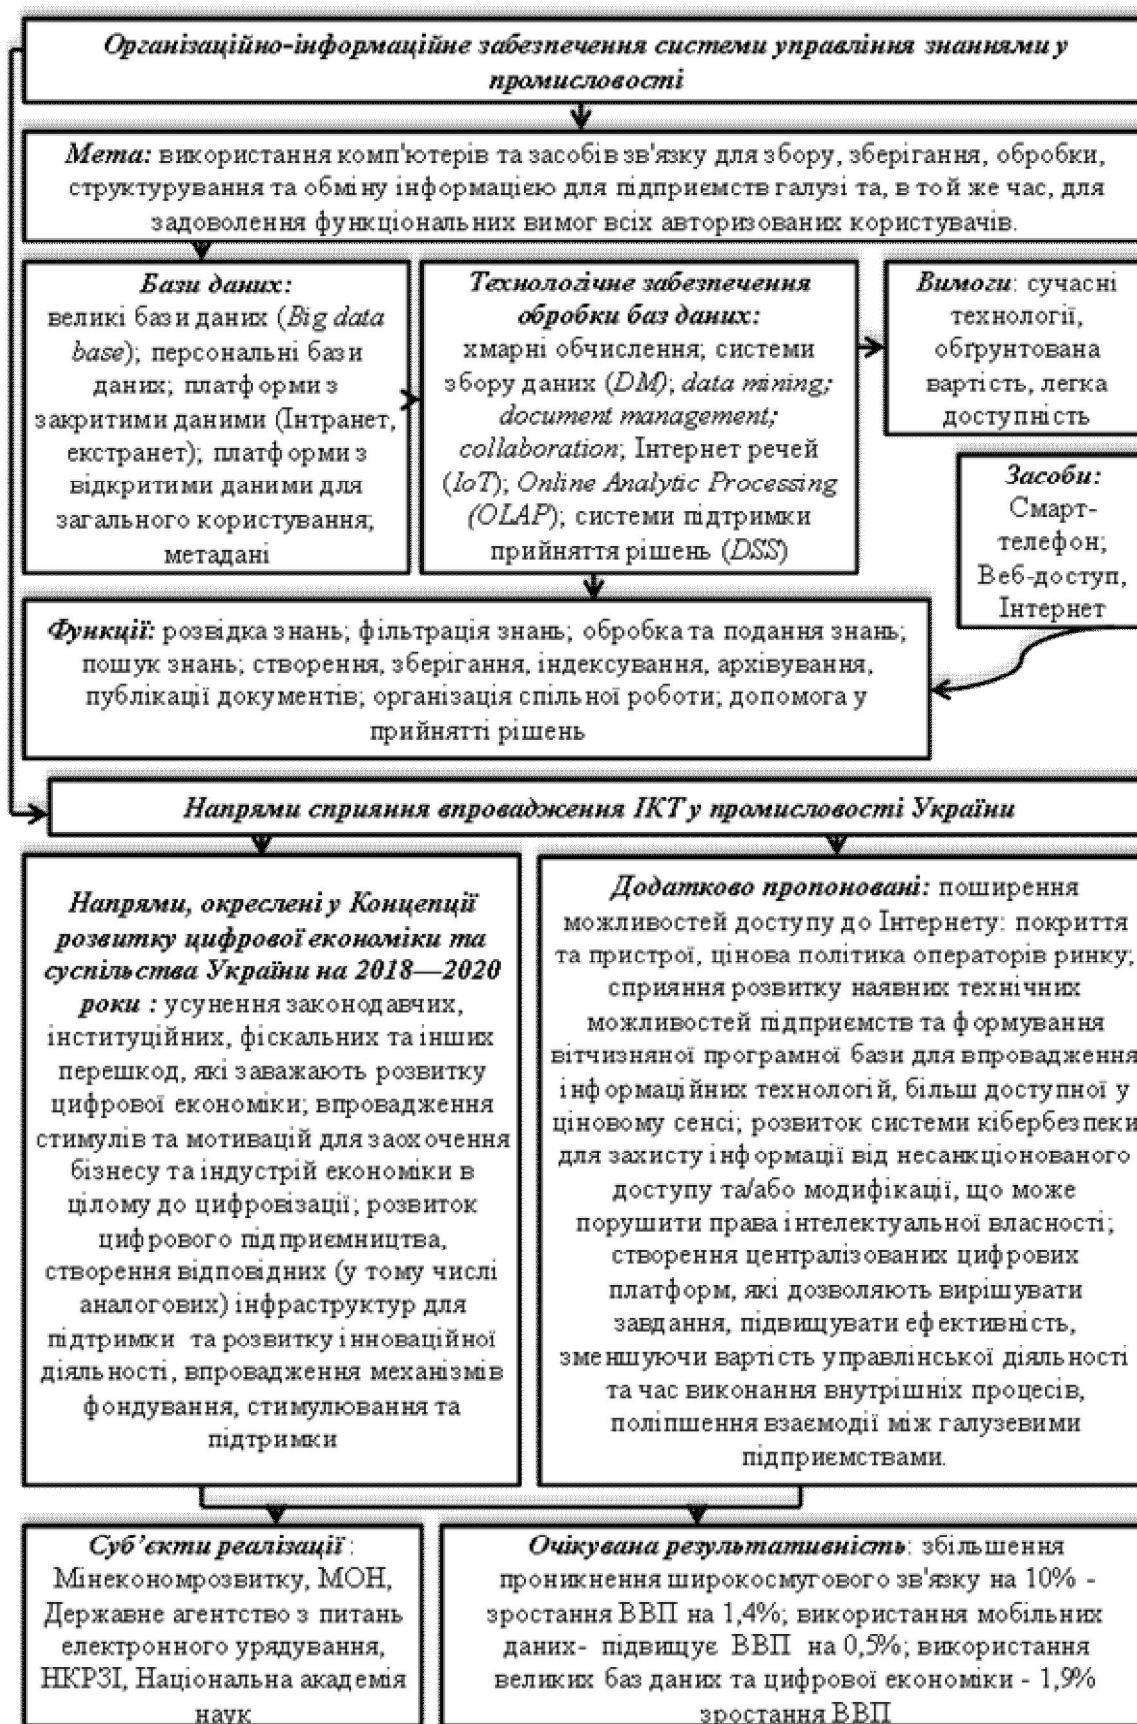 Організаційно-інформаційне забезпечення системи управління знаннями у
промисловості
Мета: використання комп'ютерів та засобів зв'язку для збору, зберігання, обробки,
структурування та обміну інформацією для підприємств галузі та, в той же час, для
задоволення функціональних вимог всіх авторизованих користувачів.
Бази даних:
великі бази даних (Big data
base); персональні бази
даних; платформи з
закритими даними (Інтранет,
екстранет); платформи з
відкритими даними для
загального користування;
метадані
Технологічне забезпечення
обробки баз даних:
хмарні обчислення; системи
збору даних (DM); data mining;
document management;
collaboration; Інтернет речей
(IoT); Online Analytic Processing
(OLAP); системи підтримки
прийняття рішень (DSS)
Вимоги: сучасні
технології,
обґрунтована
вартість, легка
доступність
Засоби:
Смарт-
телефон;
Веб-доступ,
Інтернет
Функції: розвідка знань; фільтрація знань; обробка та подання знань;
пошук знань; створення, зберігання, індексування, архівування,
публікації документів; організація спільної роботи; допомога у
прийнятті рішень
Напрями сприяння впровадження ІКТ у промисловості України
Напрями, окреслені у Концепції
розвитку цифрової економіки та
суспільства України на 2018—2020
роки : усунення законодавчих,
інституційних, фіскальних та інших
перешкод, які заважають розвитку
цифрової економіки; впровадження
стимулів та мотивацій для заохочення
бізнесу та індустрій економіки в
цілому до цифровізації; розвиток
цифрового підприємництва,
створення відповідних (у тому числі
аналогових) інфраструктур для
підтримки та розвитку інноваційної
діяльності, впровадження механізмів
фондування, стимулювання та
підтримки
Додатково пропоновані: поширення
можливостей доступу до Інтернету: покриття
та пристрої, цінова політика операторів ринку;
сприяння розвитку наявних технічних
можливостей підприємств та формування
вітчизняної програмної бази для впровадження
інформаційних технологій, більш доступної у
ціновому сенсі; розвиток системи кібербезпеки
для захисту інформації від несанкціонованого
доступу та/або модифікації, що може
порушити права інтелектуальної власності;
створення централізованих цифрових
платформ, які дозволяють вирішувати
завдання, підвищувати ефективність,
зменшуючи вартість управлінської діяльності
та час виконання внутрішніх процесів,
поліпшення взаємодії між галузевими
підприємствами.
Суб’єкти реалізації :
Мінекономрозвитку, МОН,
Державне агентство з питань
електронного урядування,
НКРЗІ, Національна академія
наук
Очікувана результативність: збільшення
проникнення широкосмугового зв'язку на 10% -
зростання ВВП на 1,4%; використання мобільних
даних- підвищує ВВП на 0,5%; використання
великих баз даних та цифрової економіки - 1,9%
зростання ВВП